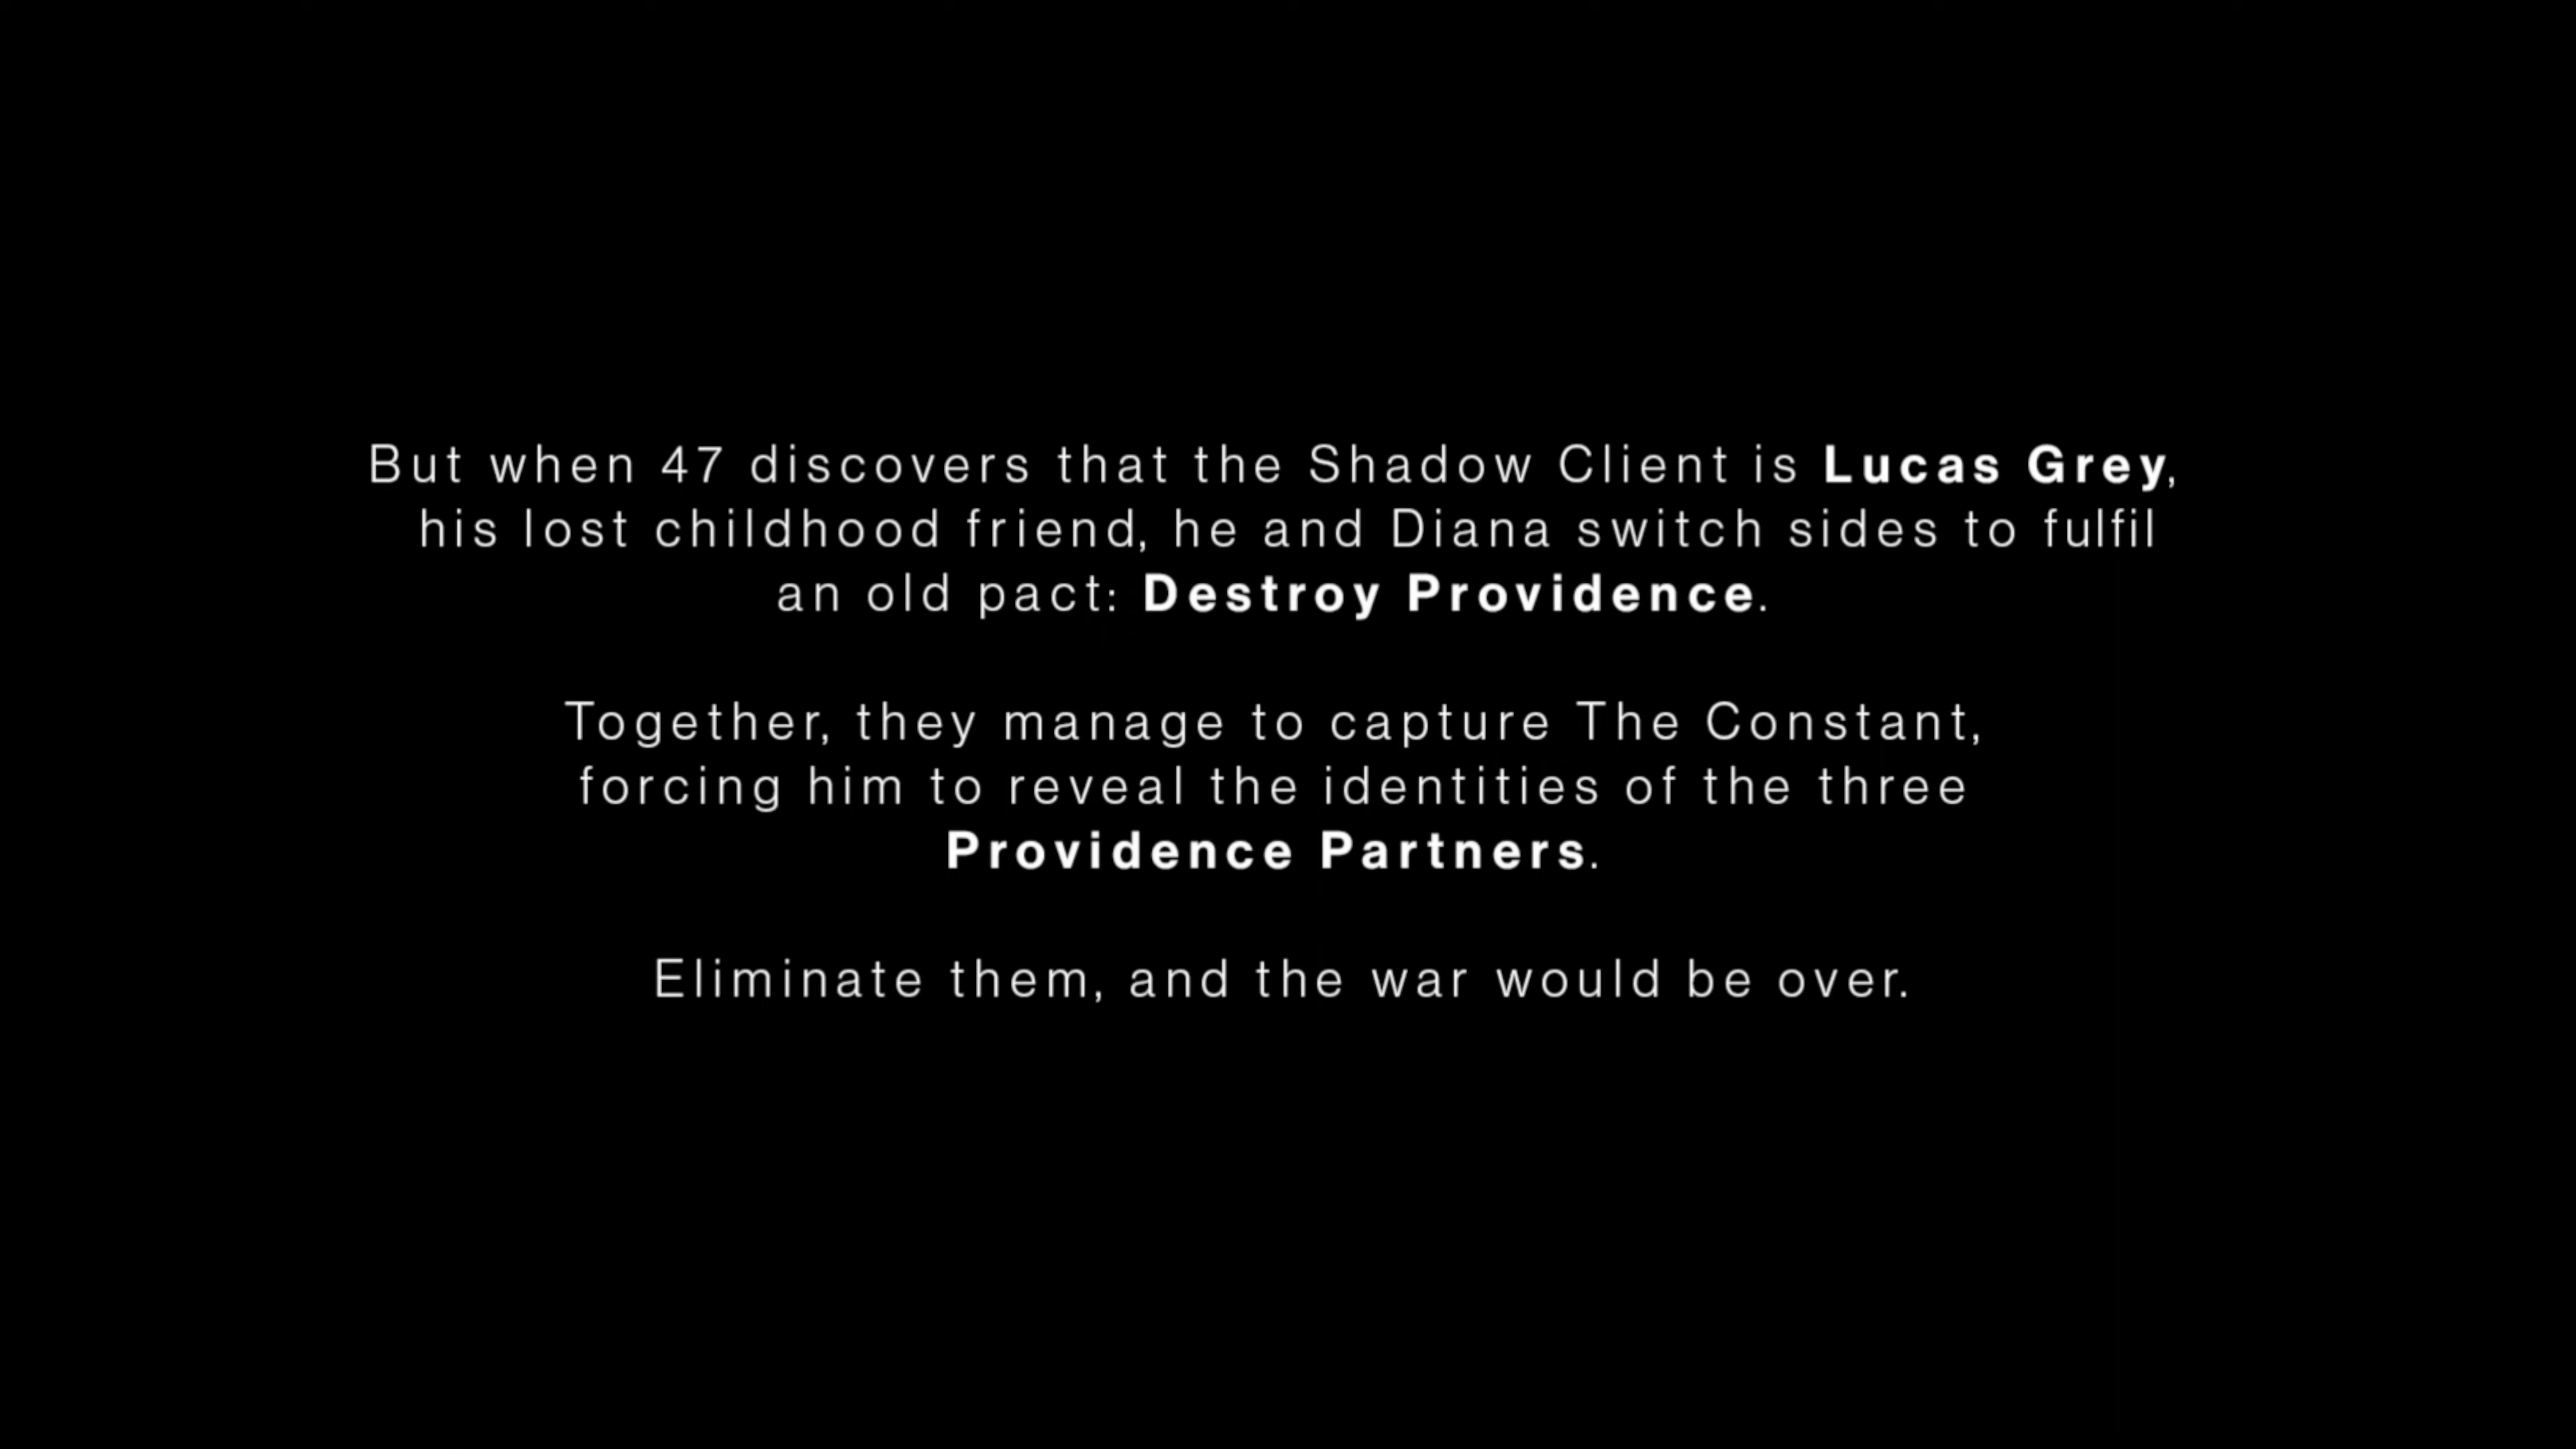 But when 47 discovers that the Shadow Client is Lucas Grey,
his lost childhood friend, he and Diana switch sides to fulfil
an old pact: Destroy Providence.
Together, they manage to capture The Constant,
forcing him to reveal the identities of the three
Providence Partners.
Eliminate them, and the war would be over.